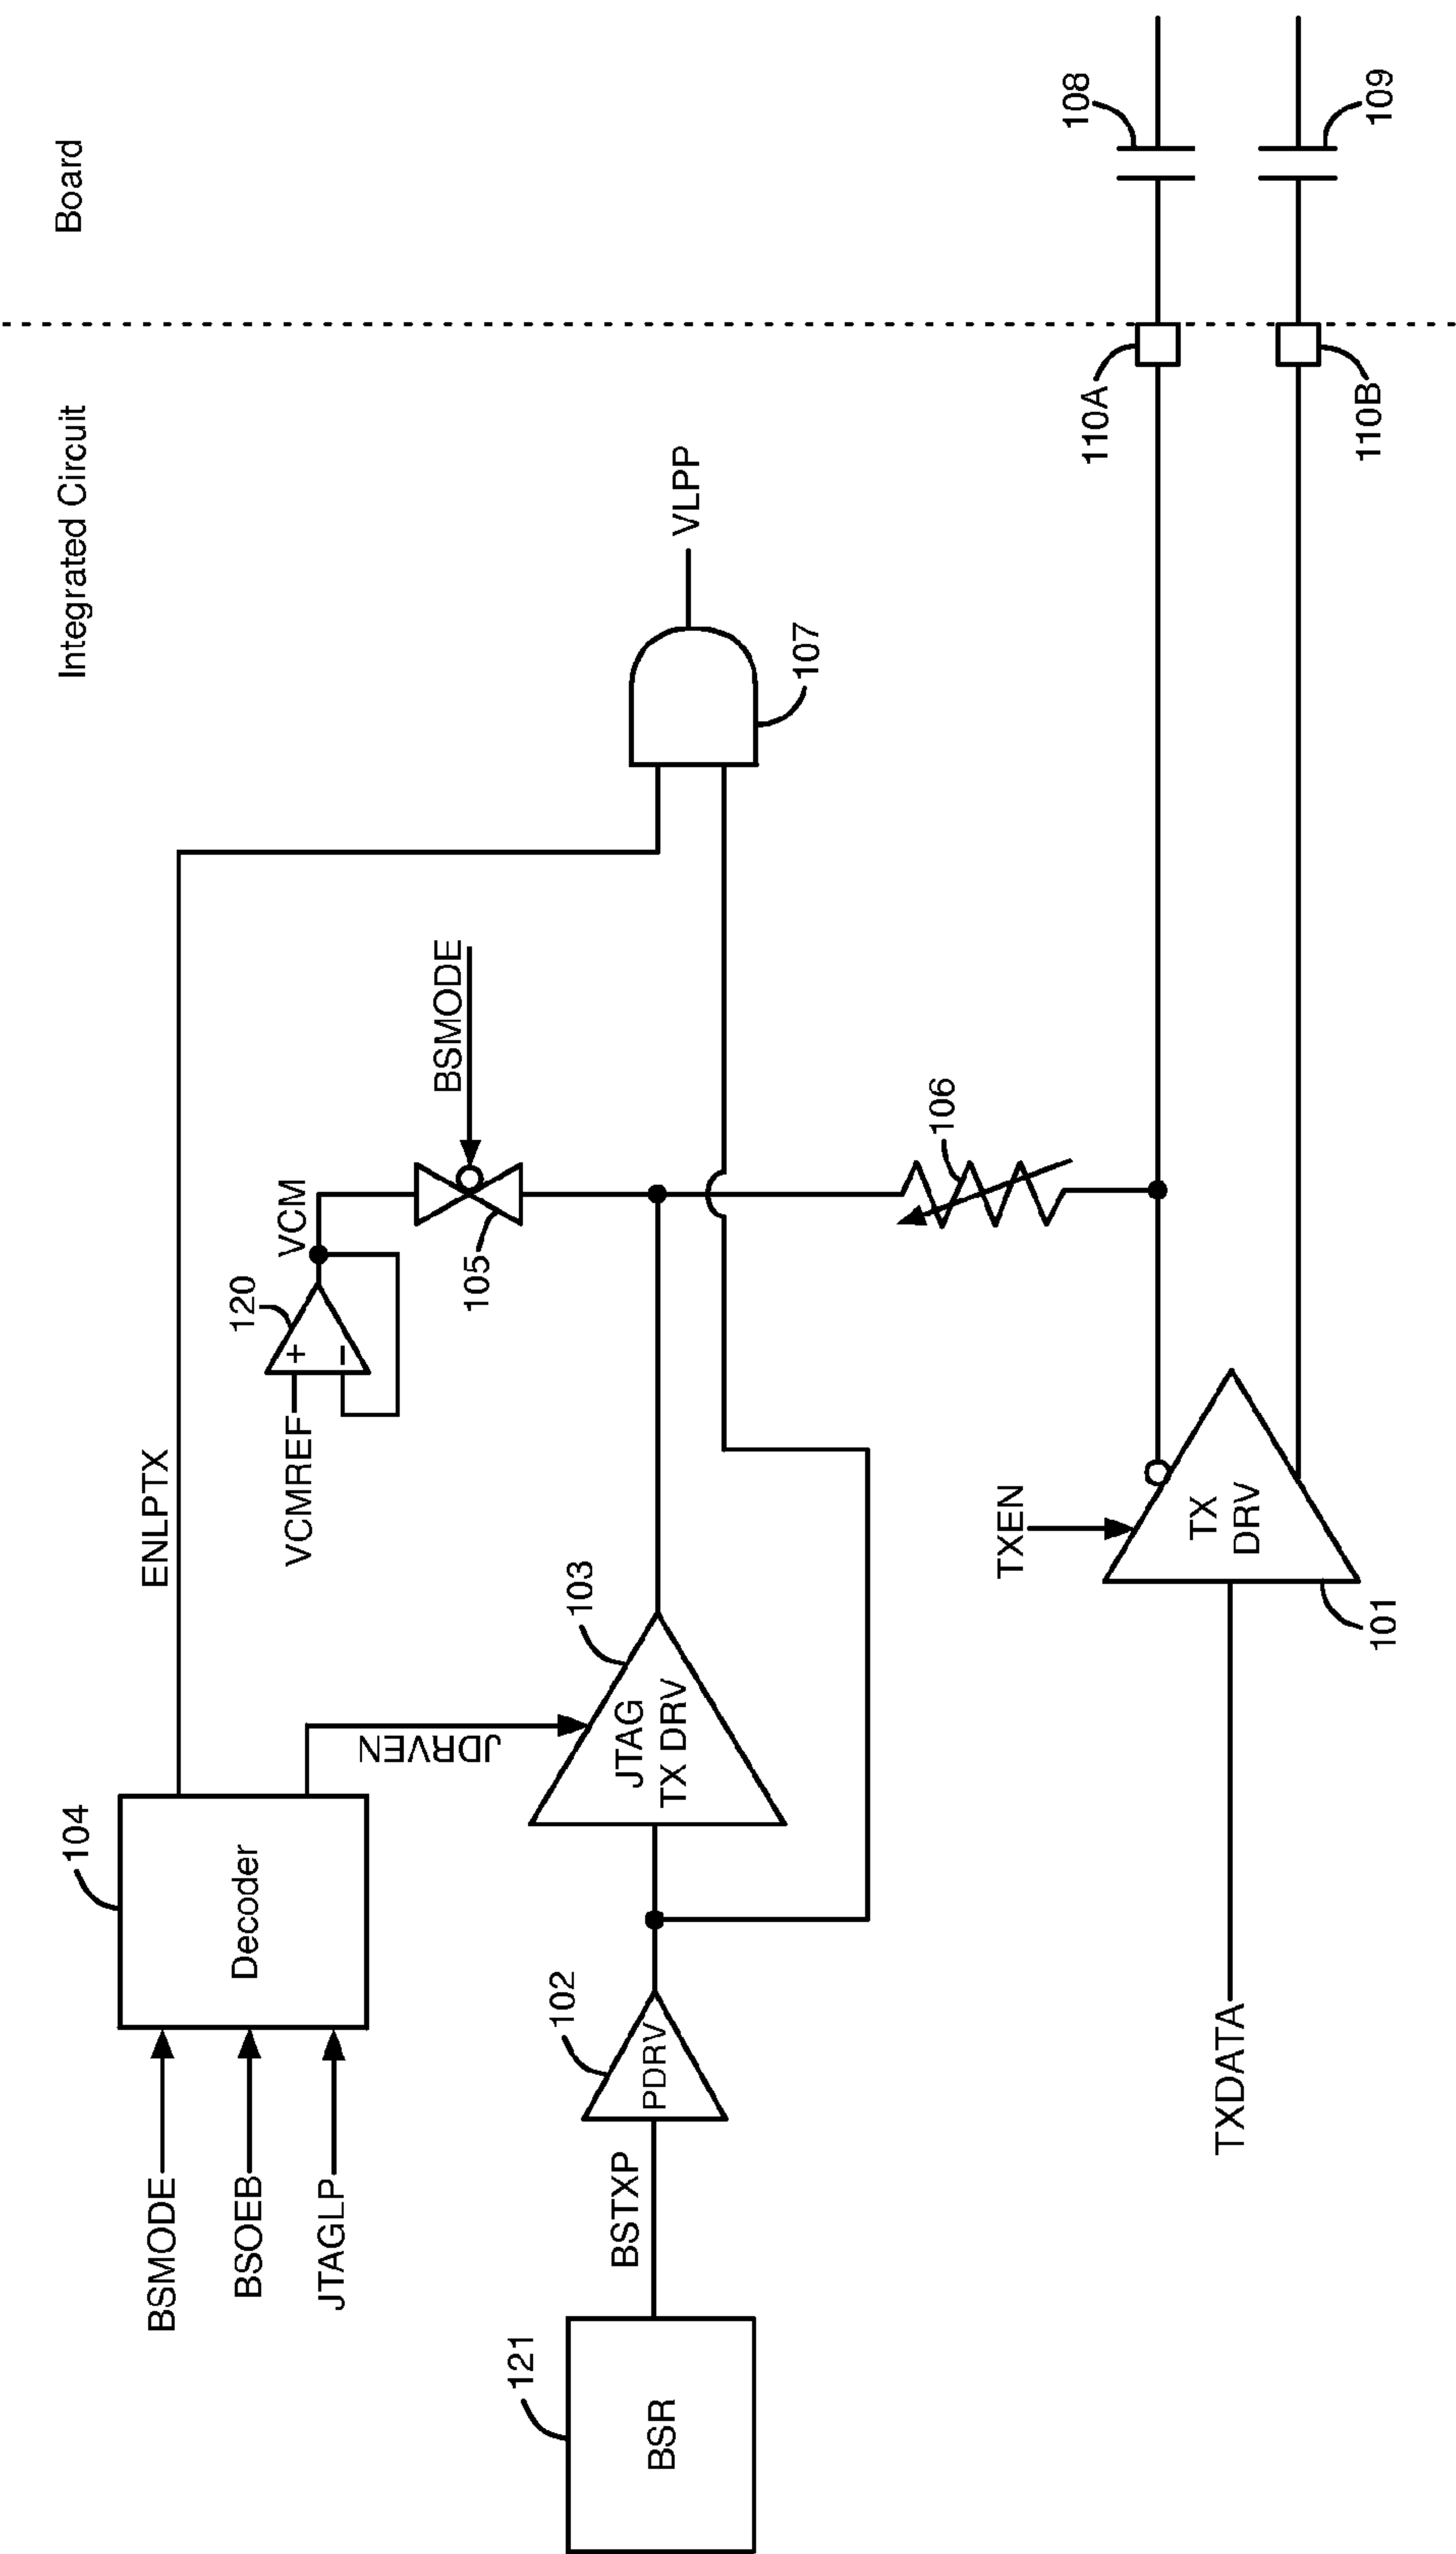 Integrated Circuit
Board
104
ENLPTX
BSMODE
BSOEB
JTAGLP
Decoder
JDRVEN
VCMREF
120
+
−
VCM
105
BSMODE
121
BSR
BSTXP
102
PDRV
103
JTAG
TX DRV
107
VLPP
106
TXDATA
TXEN
TX
DRV
101
110A
110B
108
109